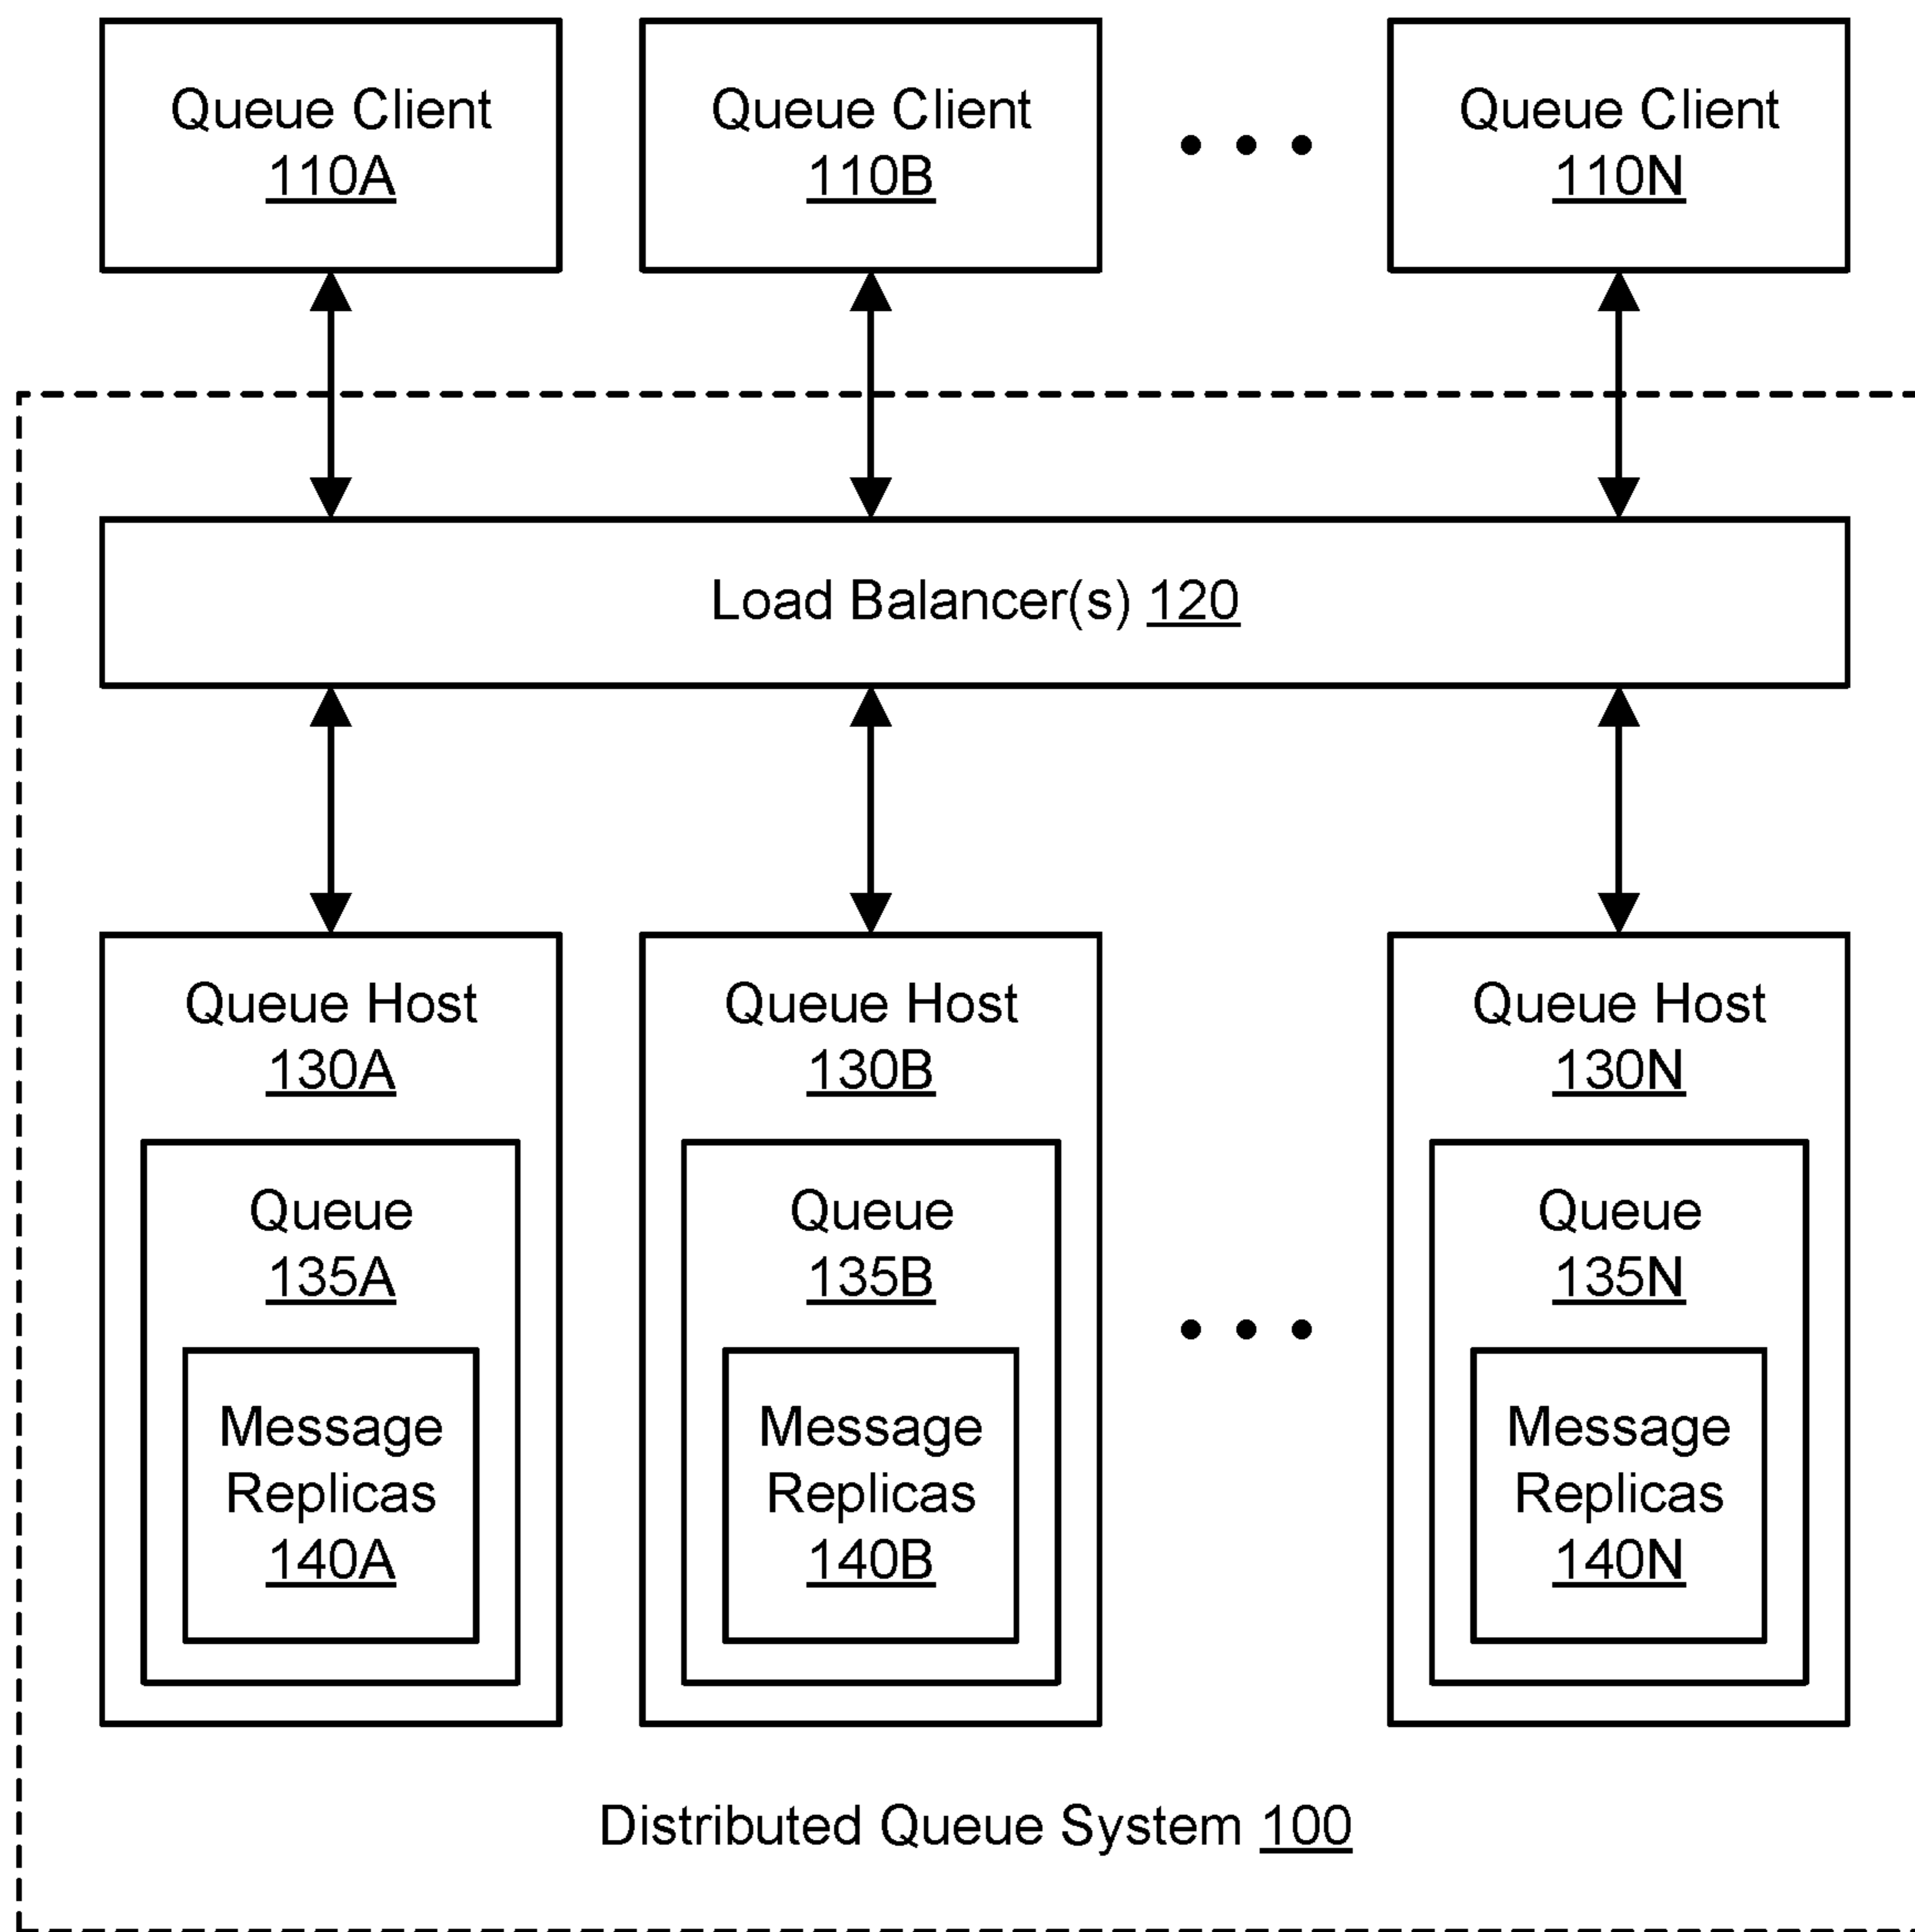 Queue Client
110A
Queue Client
110B
Queue Client
110N
Load Balancer(s) 120
Queue Host
130A
Queue
135A
Message
Replicas
140A
Queue Host
130B
Queue
135B
Message
Replicas
140B
Queue Host
130N
Queue
135N
Message
Replicas
140N
Distributed Queue System 100